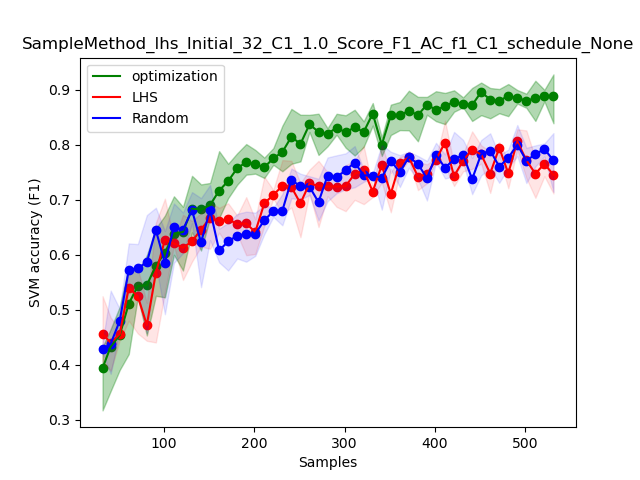 SampleMethod_lhs_Initial_32_C1_1.0_Score_F1_AC_f1_C1_schedule_None
optimization
LHS
Random
SVM accuracy (F1)
0.9
0.8
0.7
0.6
0.5
0.4
0.3
100 200 300 400 500
Samples